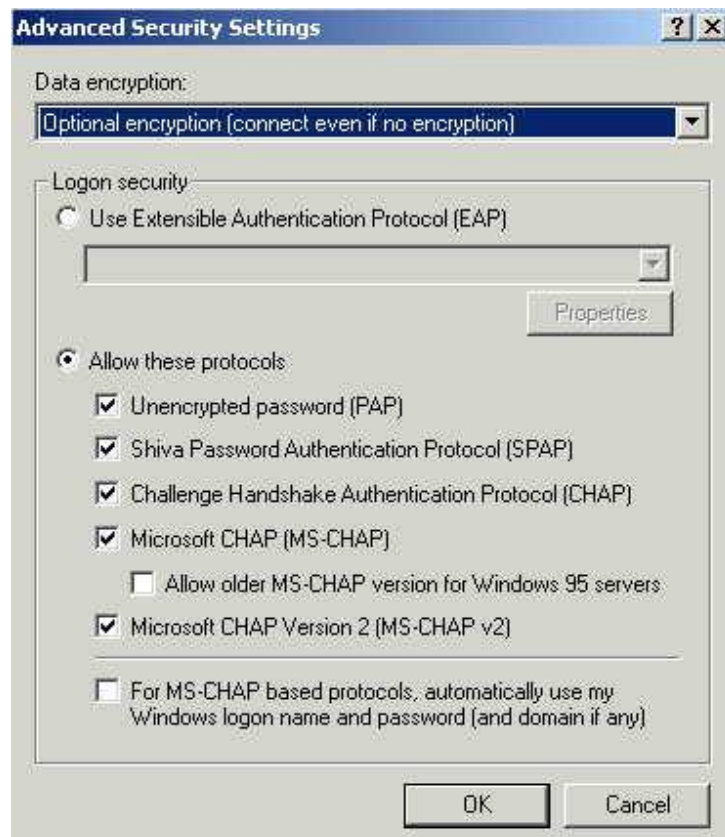 Advanced Security Settings
Data encryption:
Optional encryption (connect even if no encryption)
Logon security
Use Extensible Authentication Protocol (EAP)
Properties
Allow these protocols
Unencrypted password (PAP)
Shiva Password Authentication Protocol (SPAP)
Challenge Handshake Authentication Protocol (CHAP)
Microsoft CHAP (MS-CHAP)
Allow older MS-CHAP version for Windows 95 servers
Microsoft CHAP Version 2 (MS-CHAP v2)
For MS-CHAP based protocols, automatically use my
Windows logon name and password (and domain if any)
OK Cancel